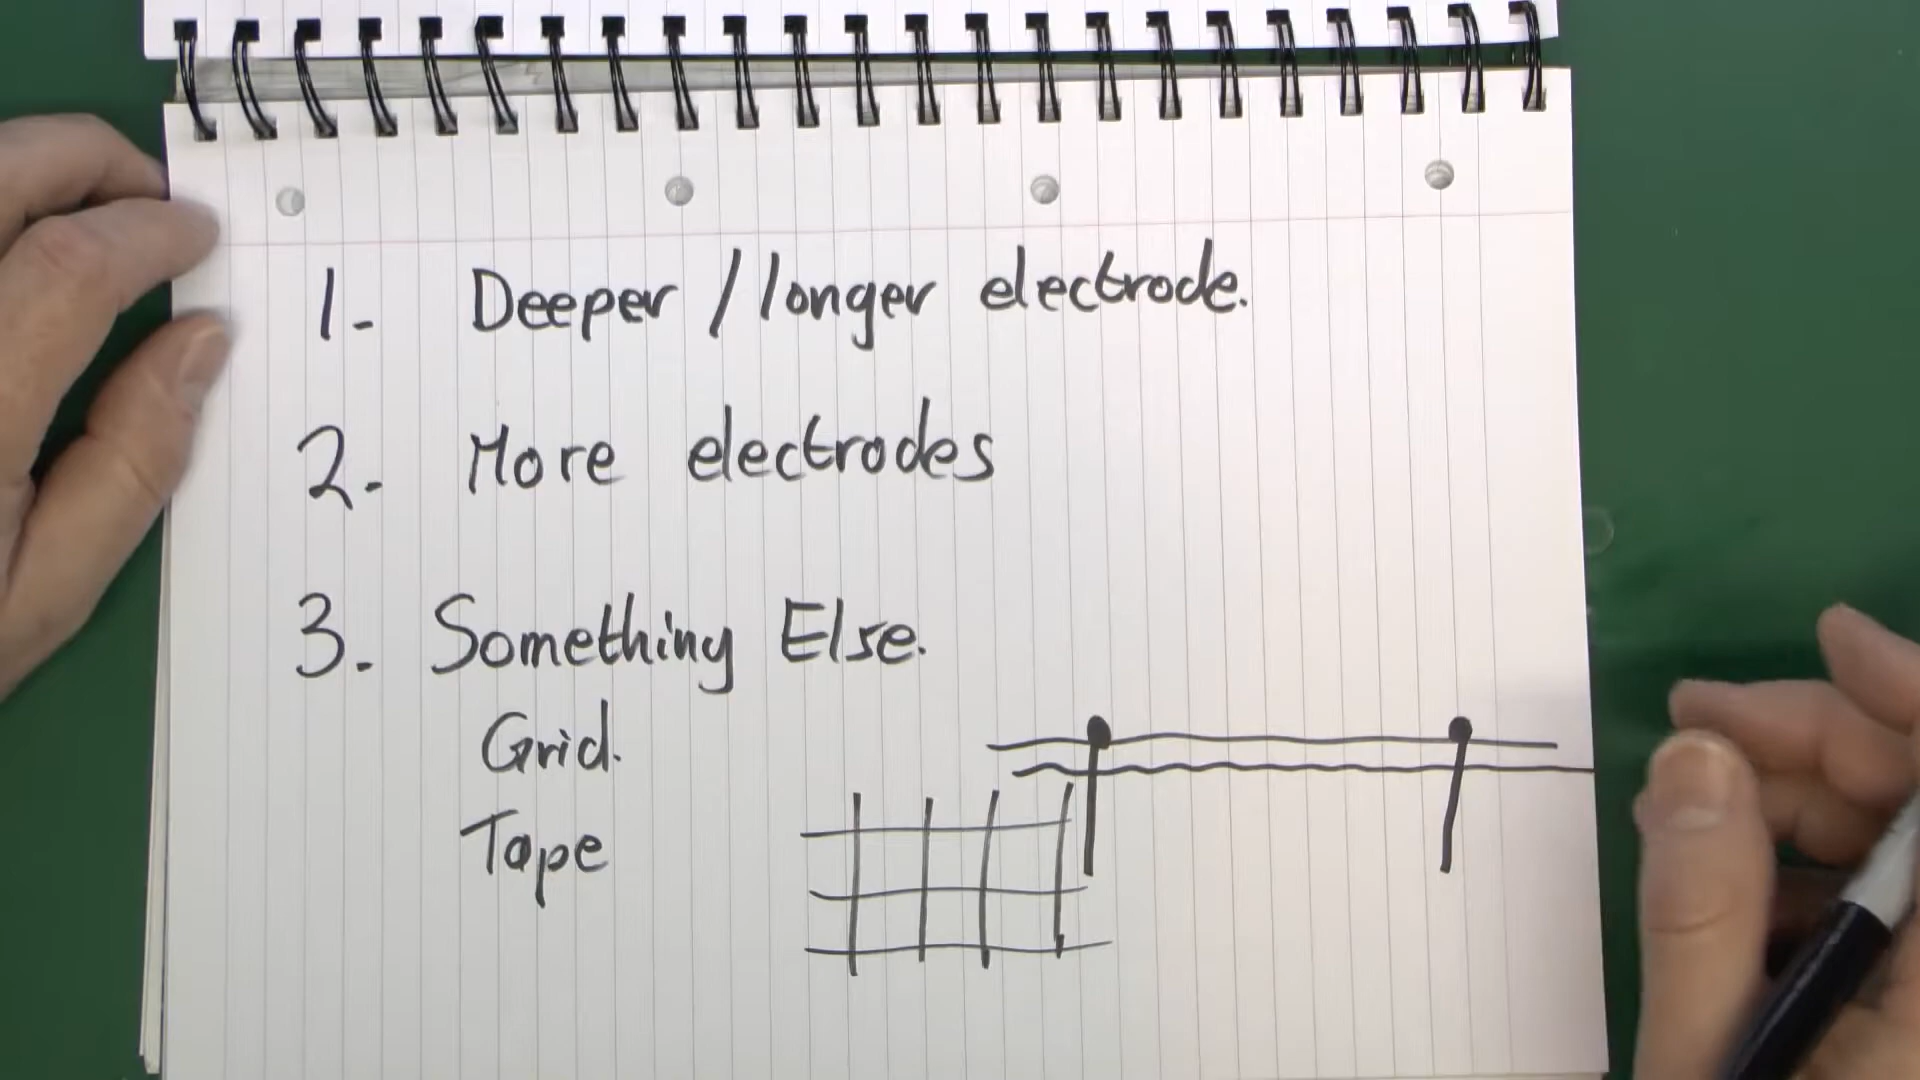 1. Deeper / longer electrode.
2. More electrodes
3. Something Else.
Grid.
Tape